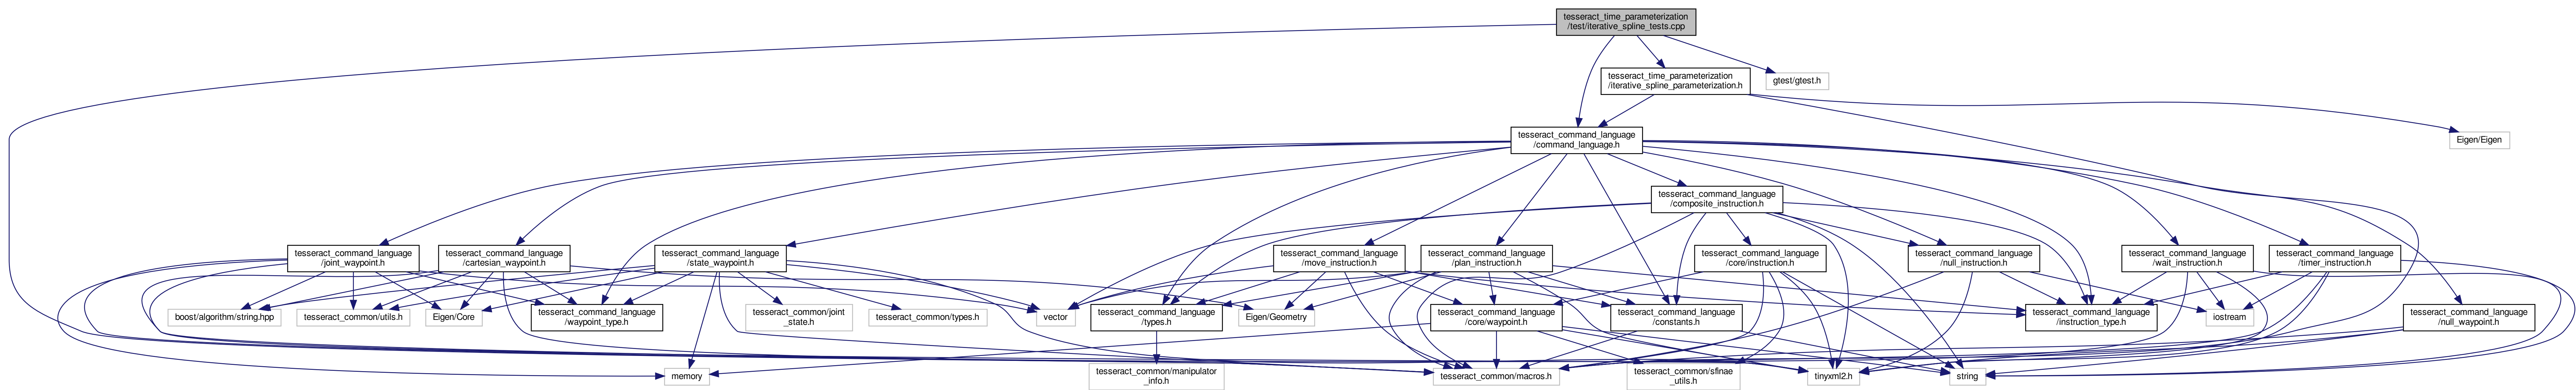 tesseract_time_parameterization
/test/iterative_spline_tests.cpp
tesseract_time_parameterization
/iterative_spline_parameterization.h
gtest/gtest.h
tesseract_command_language
/command_language.h
Eigen/Eigen
tesseract_command_language
/composite_instruction.h
tesseract_command_language
/joint_waypoint.h
tesseract_command_language
/cartesian_waypoint.h
tesseract_command_language
/state_waypoint.h
tesseract_command_language
/move_instruction.h
tesseract_command_language
/plan_instruction.h
tesseract_command_language
/core/instruction.h
tesseract_command_language
/null_instruction.h
tesseract_command_language
/wait_instruction.h
tesseract_command_language
/timer_instruction.h
boost/algorithm/string.hpp
tesseract_common/utils.h
Eigen/Core
tesseract_command_language
/waypoint_type.h
tesseract_common/joint
_state.h
tesseract_common/types.h
vector
tesseract_command_language
/types.h
Eigen/Geometry
tesseract_command_language
/core/waypoint.h
tesseract_command_language
/constants.h
tesseract_command_language
/instruction_type.h
iostream
tesseract_command_language
/null_waypoint.h
memory
tesseract_common/manipulator
_info.h
tesseract_common/macros.h
tesseract_common/sfinae
_utils.h
tinyxml2.h
string